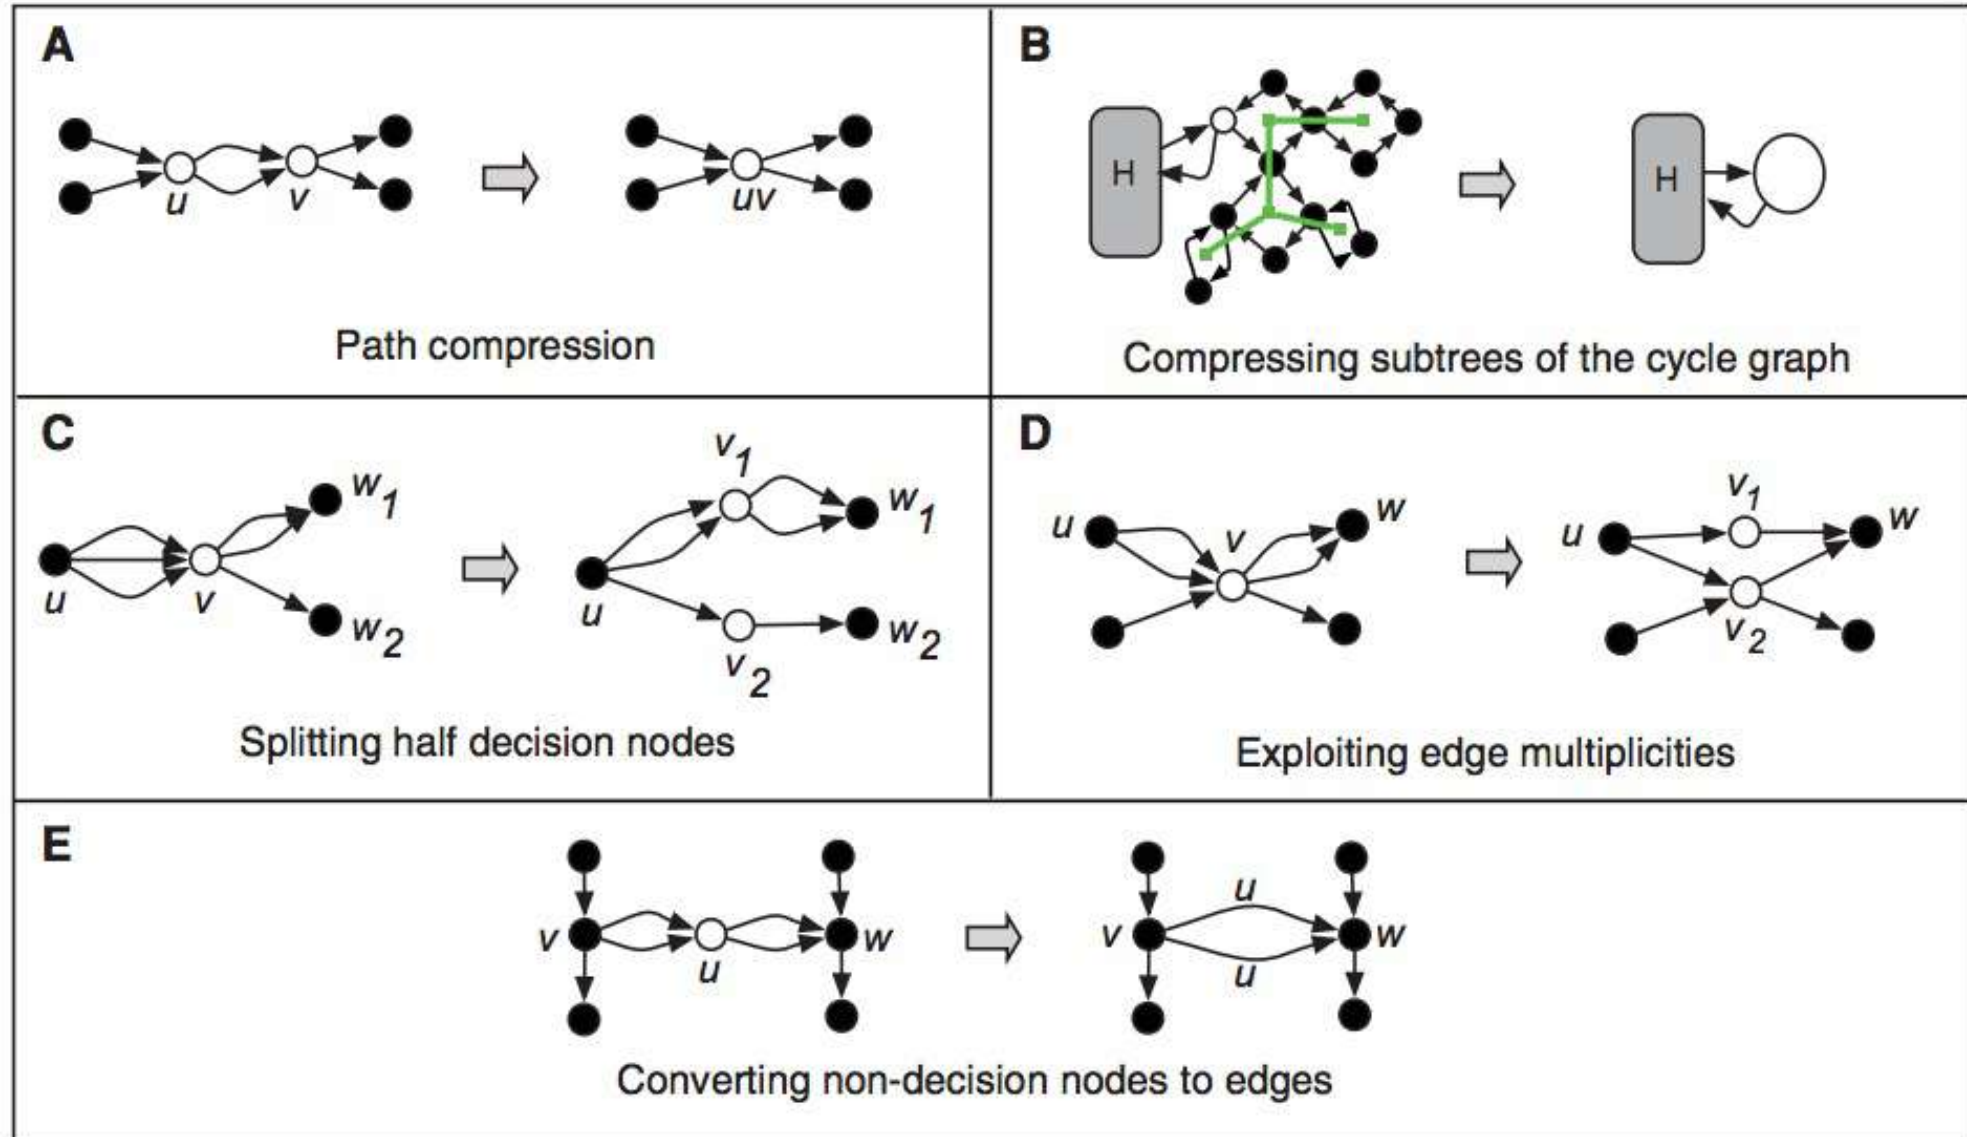 A
u
v
uv
Path compression
B
H
H
Compressing subtrees of the cycle graph
C
u
v
w1
w2
u
v1
v2
w1
w2
Splitting half decision nodes
D
u
v
w
u
v1
v2
w
Exploiting edge multiplicities
E
v
u
w
v
u
u
w
Converting non-decision nodes to edges